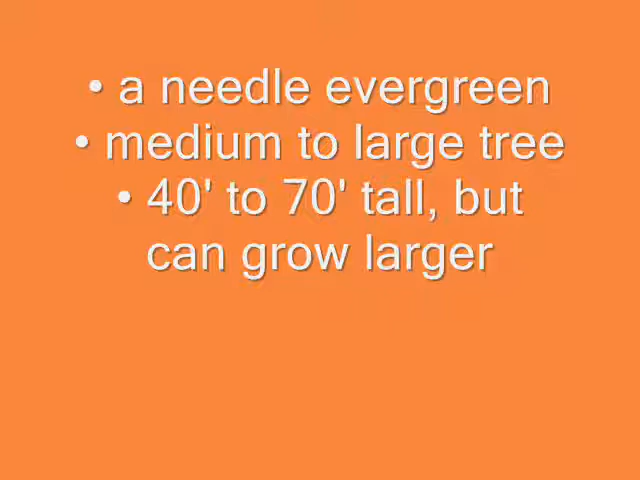 • a needle evergreen
• medium to large tree
• 40' to 70' tall, but
can grow larger